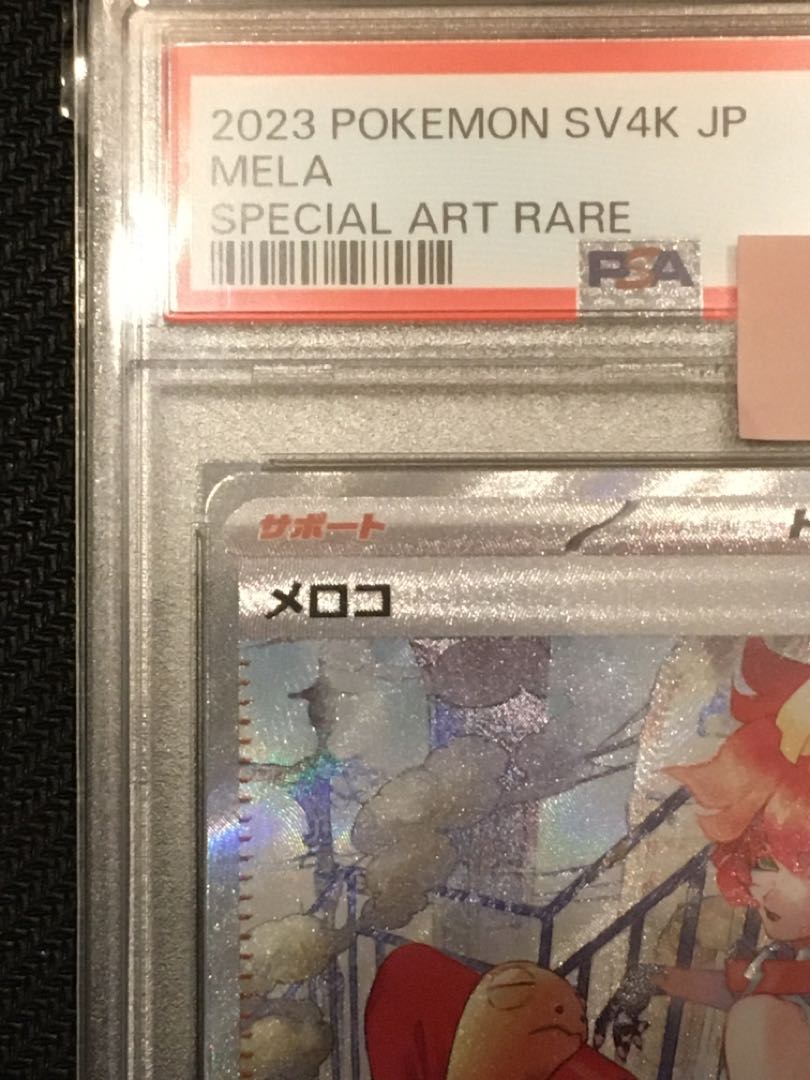 2023 POKEMON SV4K JP
MELA
SPECIAL ART RARE
PSA
サポート
メロコ